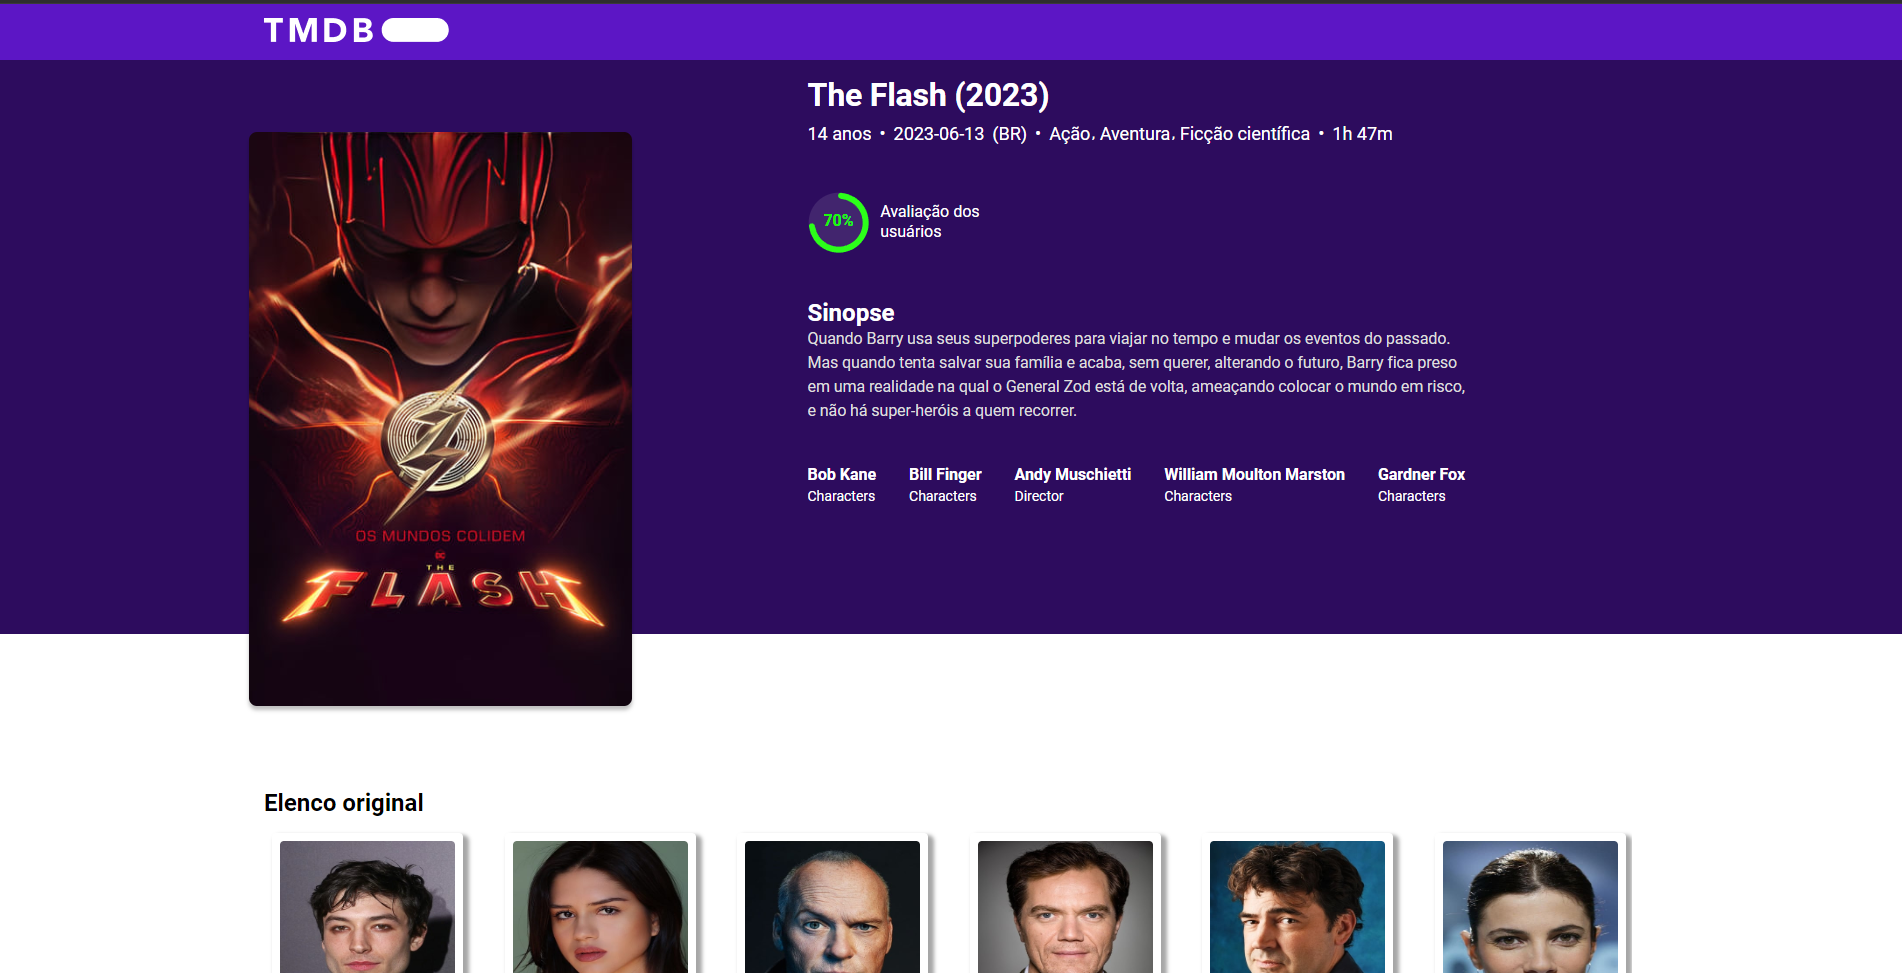 TMDB
The Flash (2023)
14 anos • 2023-06-13 (BR) • Ação, Aventura, Ficção científica • 1h 47m
70%
Avaliação dos
usuários
Sinopse
Quando Barry usa seus superpoderes para viajar no tempo e mudar os eventos do passado.
Mas quando tenta salvar sua família e acaba, sem querer, alterando o futuro, Barry fica preso
em uma realidade na qual o General Zod está de volta, ameaçando colocar o mundo em risco,
e não há super-heróis a quem recorrer.
Bob Kane Bill Finger Andy Muschietti William Moulton Marston Gardner Fox
Characters Characters Director Characters Characters
OS MUNDOS COLIDEM
DC
THE
FLASH
Elenco original